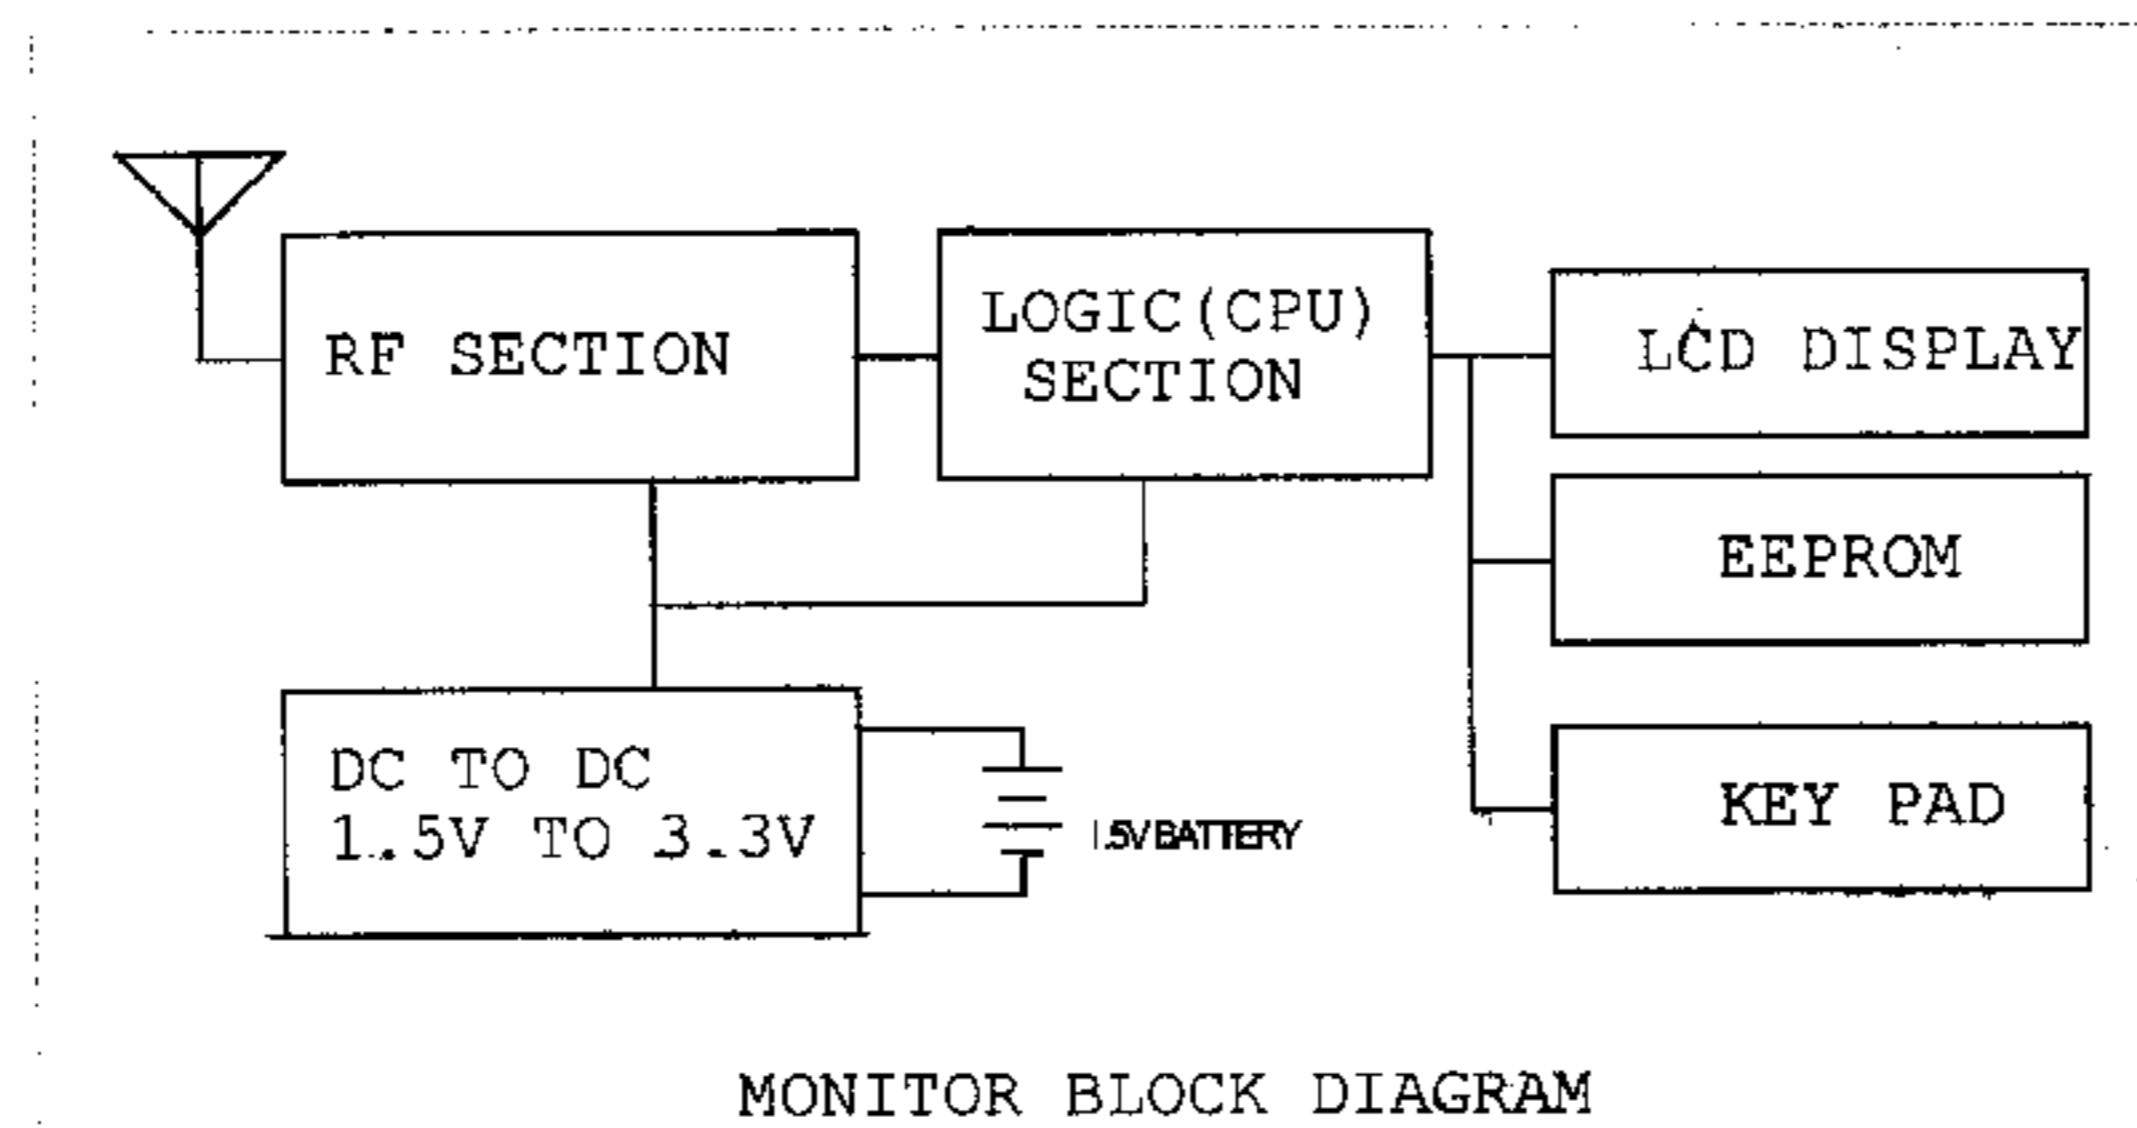 RF SECTION
LOGIC(CPU)
SECTION
LCD DISPLAY
EEPROM
KEY PAD
DC TO DC
1.5V TO 3.3V
1.5V BATTERY
MONITOR BLOCK DIAGRAM